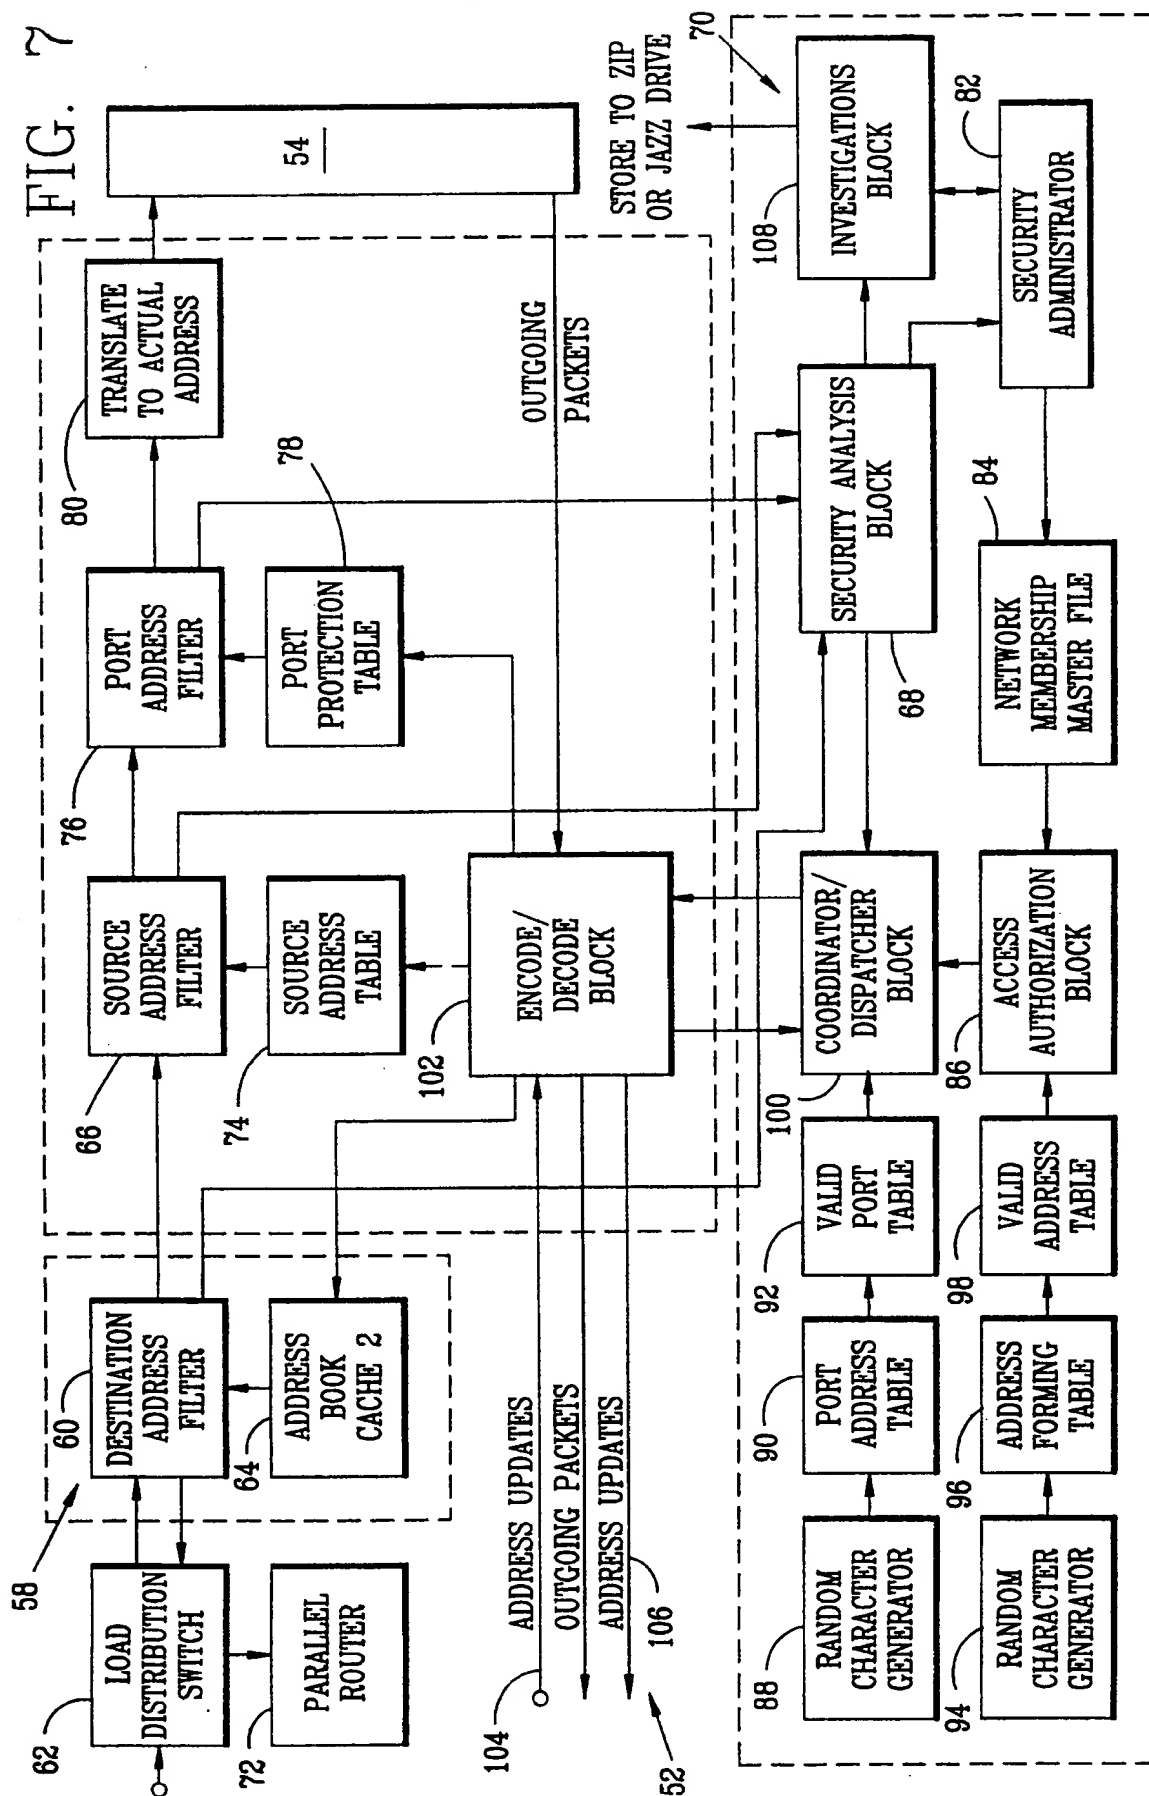 FIG. 7
62
LOAD
DISTRIBUTION
SWITCH
58
60
DESTINATION
ADDRESS
FILTER
66
SOURCE
ADDRESS
FILTER
76
PORT
ADDRESS
FILTER
80
TRANSLATE
TO ACTUAL
ADDRESS
54
72
PARALLEL
ROUTER
64
ADDRESS
BOOK
CACHE 2
74
SOURCE
ADDRESS
TABLE
78
PORT
PROTECTION
TABLE
102
ENCODE/
DECODE
BLOCK
OUTGOING
PACKETS
104
ADDRESS UPDATES
OUTGOING PACKETS
ADDRESS UPDATES
106
52
STORE TO ZIP
OR JAZZ DRIVE
70
88
RANDOM
CHARACTER
GENERATOR
90
PORT
ADDRESS
TABLE
92
VALID
PORT
TABLE
100
COORDINATOR/
DISPATCHER
BLOCK
68
SECURITY ANALYSIS
BLOCK
108
INVESTIGATIONS
BLOCK
94
RANDOM
CHARACTER
GENERATOR
96
ADDRESS
FORMING
TABLE
98
VALID
ADDRESS
TABLE
86
ACCESS
AUTHORIZATION
BLOCK
84
NETWORK
MEMBERSHIP
MASTER FILE
82
SECURITY
ADMINISTRATOR